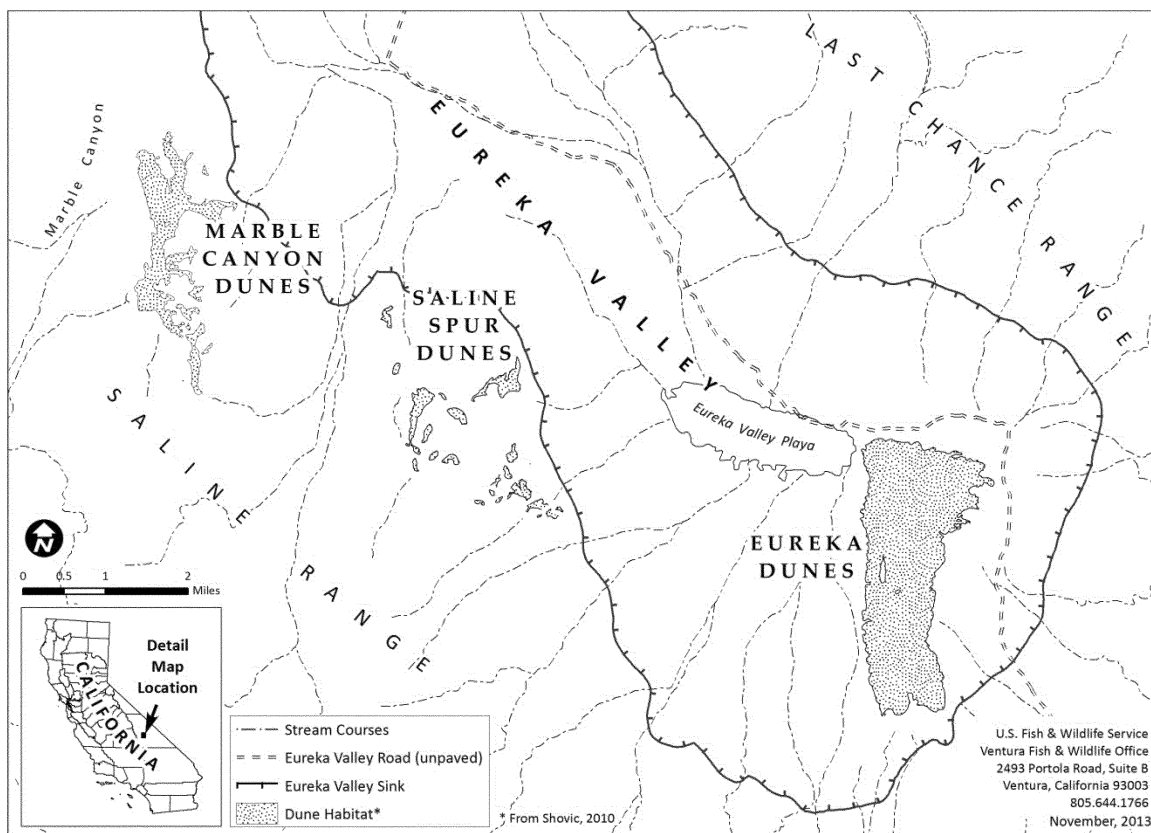 Marble Canyon
LAST CHANCE RANGE
EUREKA VALLEY
MARBLE
CANYON
DUNES
SALINE
SPUR
DUNES
SALINE RANGE
Eureka Valley Playa
EUREKA
DUNES
N
0 0.5 1 2
Miles
Detail
Map
Location
CALIFORNIA
Stream Courses
Eureka Valley Road (unpaved)
Eureka Valley Sink
Dune Habitat*
* From Shovic, 2010
U.S. Fish & Wildlife Service
Ventura Fish & Wildlife Office
2493 Portola Road, Suite B
Ventura, California 93003
805.644.1766
November, 2013